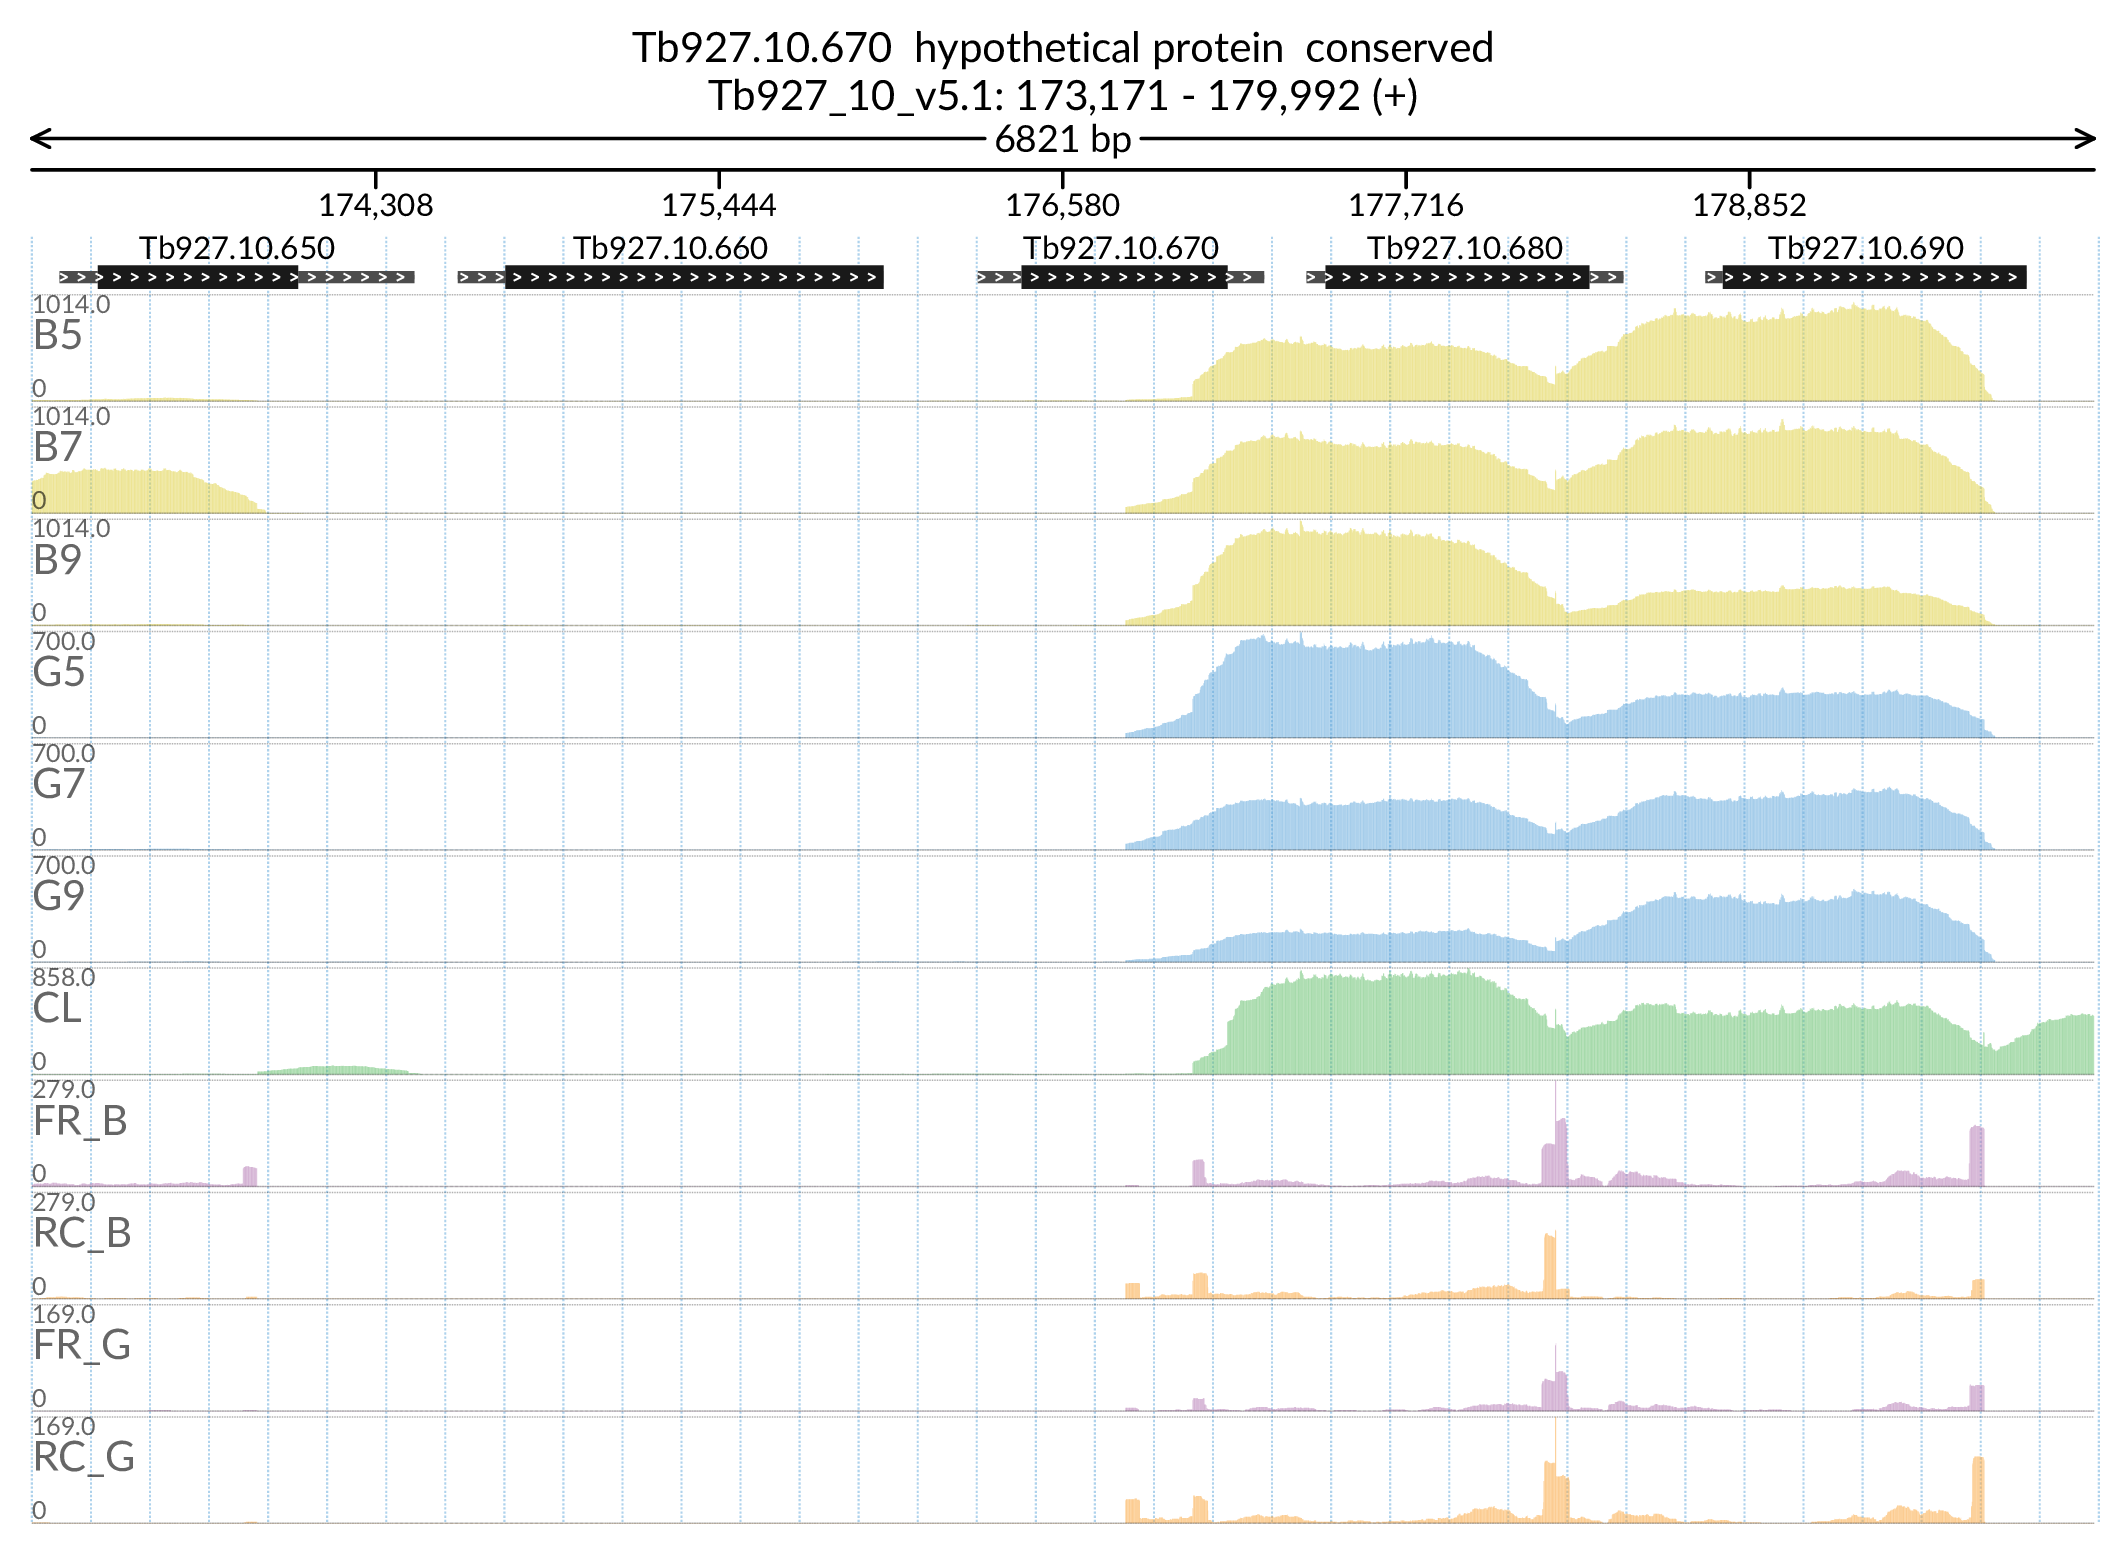 Tb927.10.670  hypothetical protein  conserved
Tb927_10_v5.1: 173,171 - 179,992 (+)
6821 bp
174,308 175,444 176,580 177,716 178,852
Tb927.10.650 Tb927.10.660 Tb927.10.670 Tb927.10.680 Tb927.10.690
1014.0
B5
0
1014.0
B7
0
1014.0
B9
0
700.0
G5
0
700.0
G7
0
700.0
G9
0
858.0
CL
0
279.0
FR_B
0
279.0
RC_B
0
169.0
FR_G
0
169.0
RC_G
0